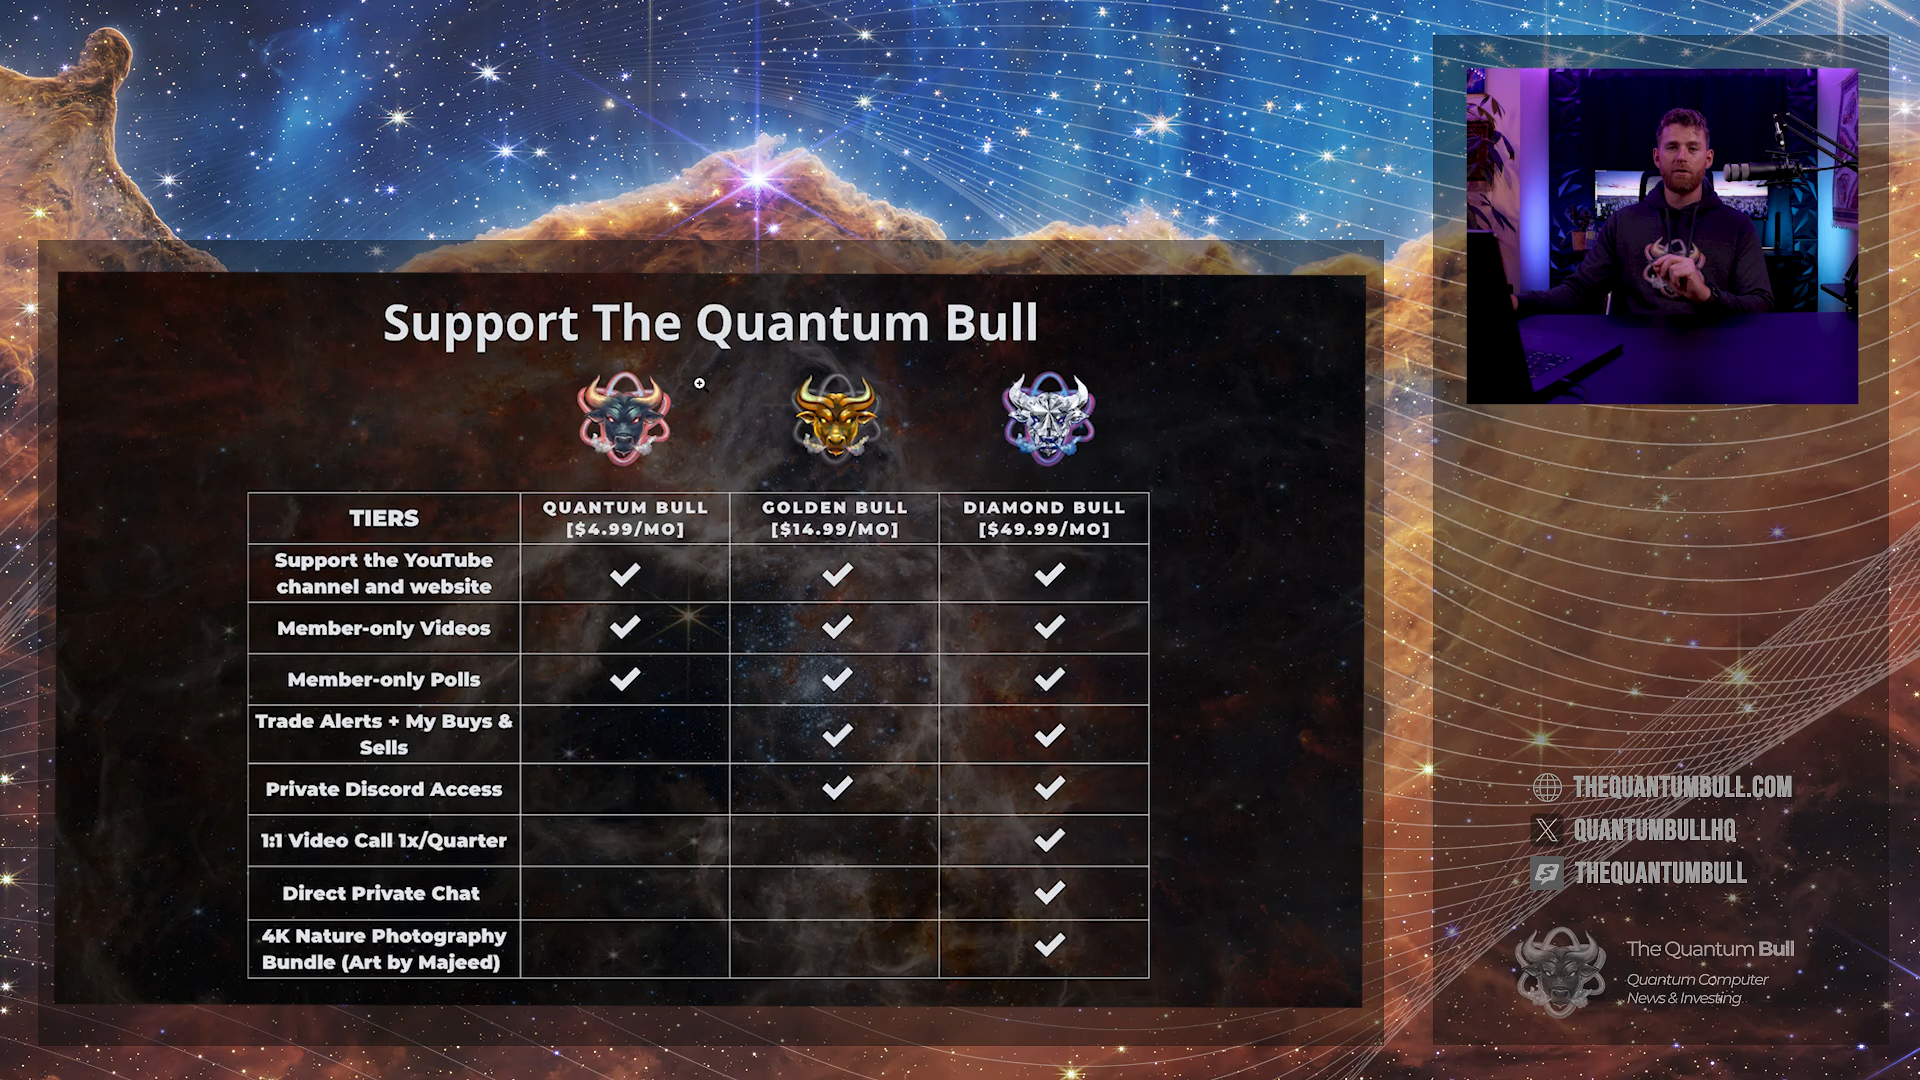 Support The Quantum Bull
TIERS
QUANTUM BULL
[$4.99/MO]
GOLDEN BULL
[$14.99/MO]
DIAMOND BULL
[$49.99/MO]
Support the YouTube
channel and website
Member-only Videos
Member-only Polls
Trade Alerts + My Buys &
Sells
Private Discord Access
1:1 Video Call 1x/Quarter
Direct Private Chat
4K Nature Photography
Bundle (Art by Majeed)
THEQUANTUMBULL.COM
QUANTUMBULLHQ
THEQUANTUMBULL
The Quantum Bull
Quantum Computer
News & Investing